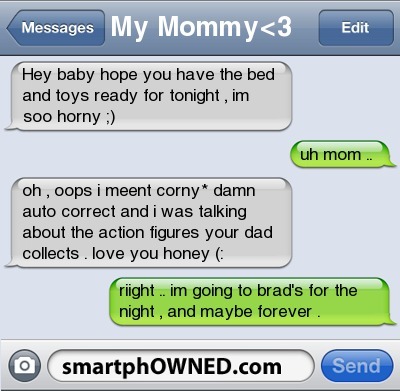 Messages
My Mommy<3
Edit
Hey baby hope you have the bed
and toys ready for tonight , im
soo horny ;)
uh mom ..
oh , oops i meent corny* damn
auto correct and i was talking
about the action figures your dad
collects . love you honey (:
riight .. im going to brad's for the
night , and maybe forever .
smartphOWNED.com
Send